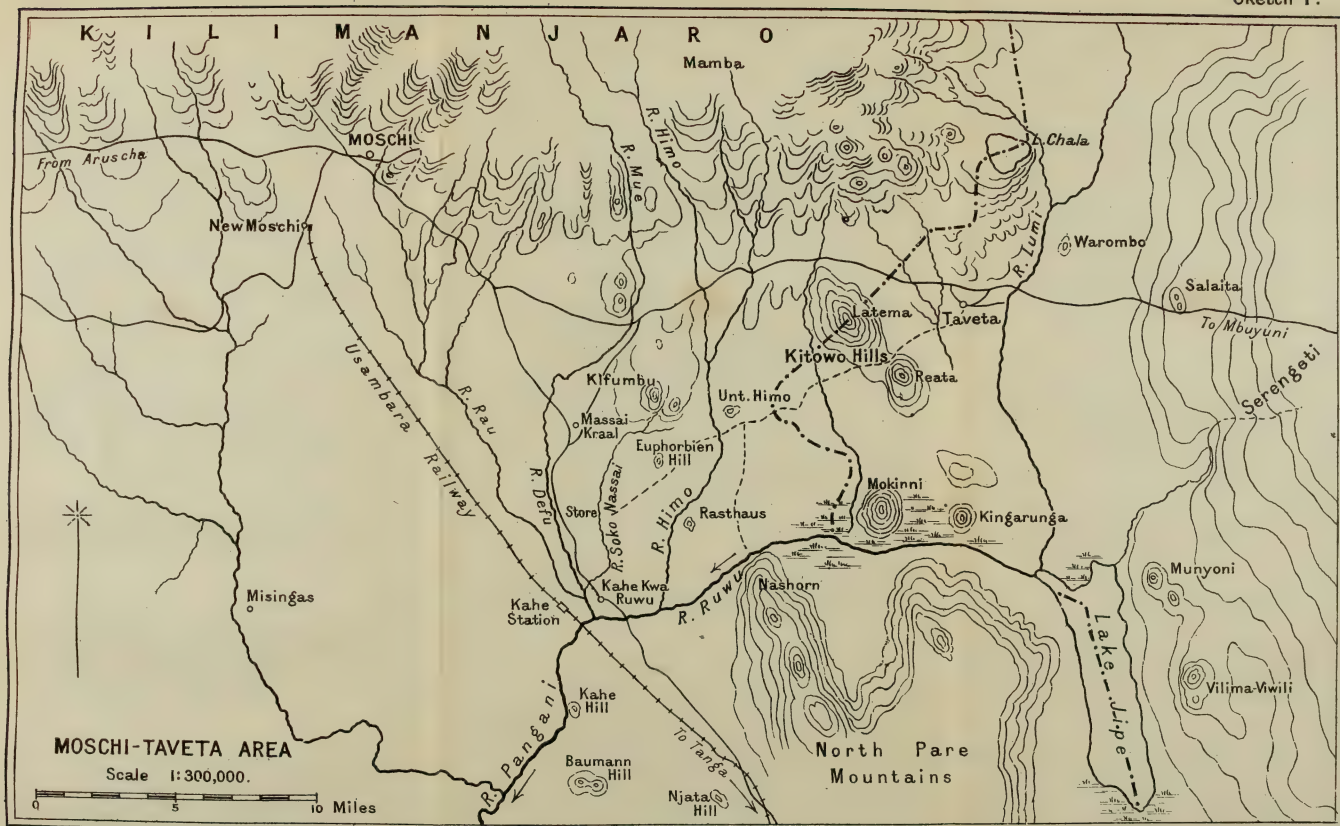 Sketch 1.
KILIMANJARO
Mamba
R. Himo
R. Mue
MOSCHI
From Aruscha
L. Chala
New Moschi
R. Lumi
Warombo
Salaita
To Mbuyuni
Latema
Taveta
Kitowo Hills
Reata
Serengeti
Usambara Railway
R. Rau
Kifumbu
Unt. Himo
Massai
Kraal
Euphorbien
Hill
R. Defu
Store
R. Soko Nassai
R. Himo
Rasthaus
Mokinni
Kingarunga
Misingas
Kahe
Station
Kahe Kwa
Ruwu
R. Ruwu
Nashorn
Munyoni
Lake Jipe
Vilima-Viwili
Kahe
Hill
R. Pangani
Baumann
Hill
To Tanga
Njata
Hill
North Pare
Mountains
MOSCHI-TAVETA AREA
Scale 1:300,000.
0 5 10 Miles